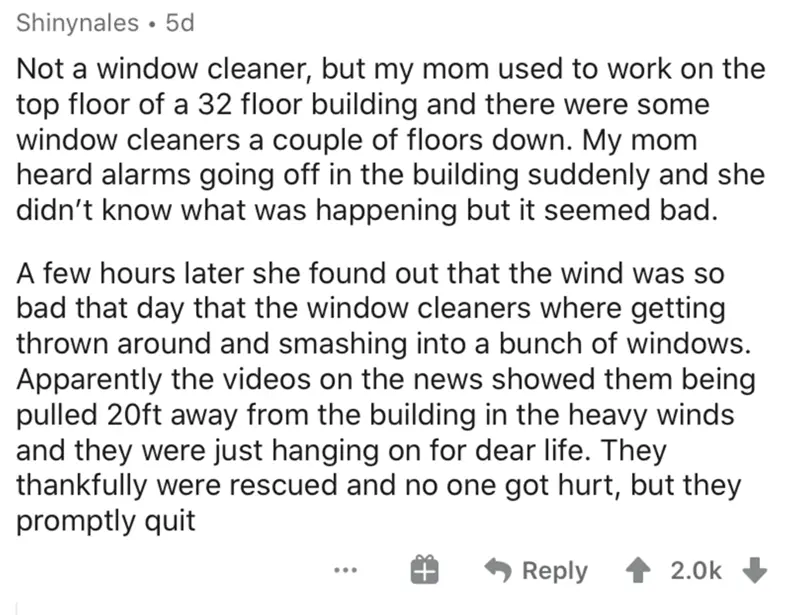 Shinynales • 5d
Not a window cleaner, but my mom used to work on the
top floor of a 32 floor building and there were some
window cleaners a couple of floors down. My mom
heard alarms going off in the building suddenly and she
didn’t know what was happening but it seemed bad.
A few hours later she found out that the wind was so
bad that day that the window cleaners where getting
thrown around and smashing into a bunch of windows.
Apparently the videos on the news showed them being
pulled 20ft away from the building in the heavy winds
and they were just hanging on for dear life. They
thankfully were rescued and no one got hurt, but they
promptly quit
... Reply 2.0k